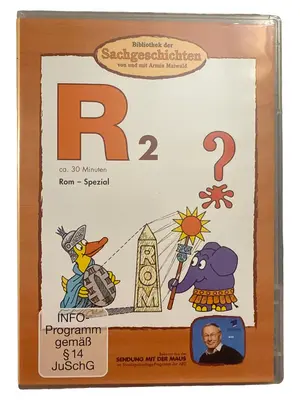 Bibliothek der
Sachgeschichten
von und mit Armin Maiwald
R2
?
ca. 30 Minuten
Rom – Spezial
ROM
INFO-
Programm
gemäß
§ 14
JuSchG
SENDUNG MIT DER MAUS